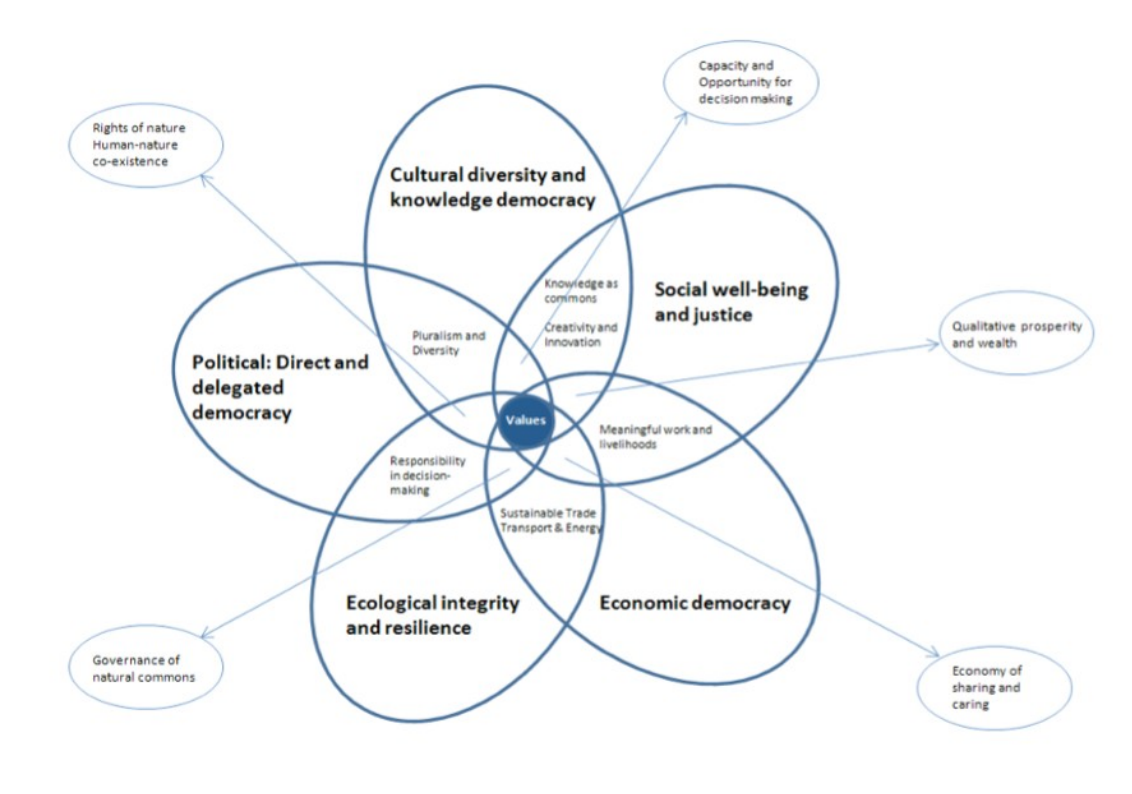 Capacity and
Opportunity for
decision making
Rights of nature
Human-nature
co-existence
Cultural diversity and
knowledge democracy
Knowledge as
commons
Creativity and
Innovation
Social well-being
and justice
Qualitative prosperity
and wealth
Pluralism and
Diversity
Political: Direct and
delegated
democracy
Values
Meaningful work and
livelihoods
Responsibility
in decision-
making
Sustainable Trade
Transport & Energy
Ecological integrity
and resilience
Economic democracy
Governance of
natural commons
Economy of
sharing and
caring